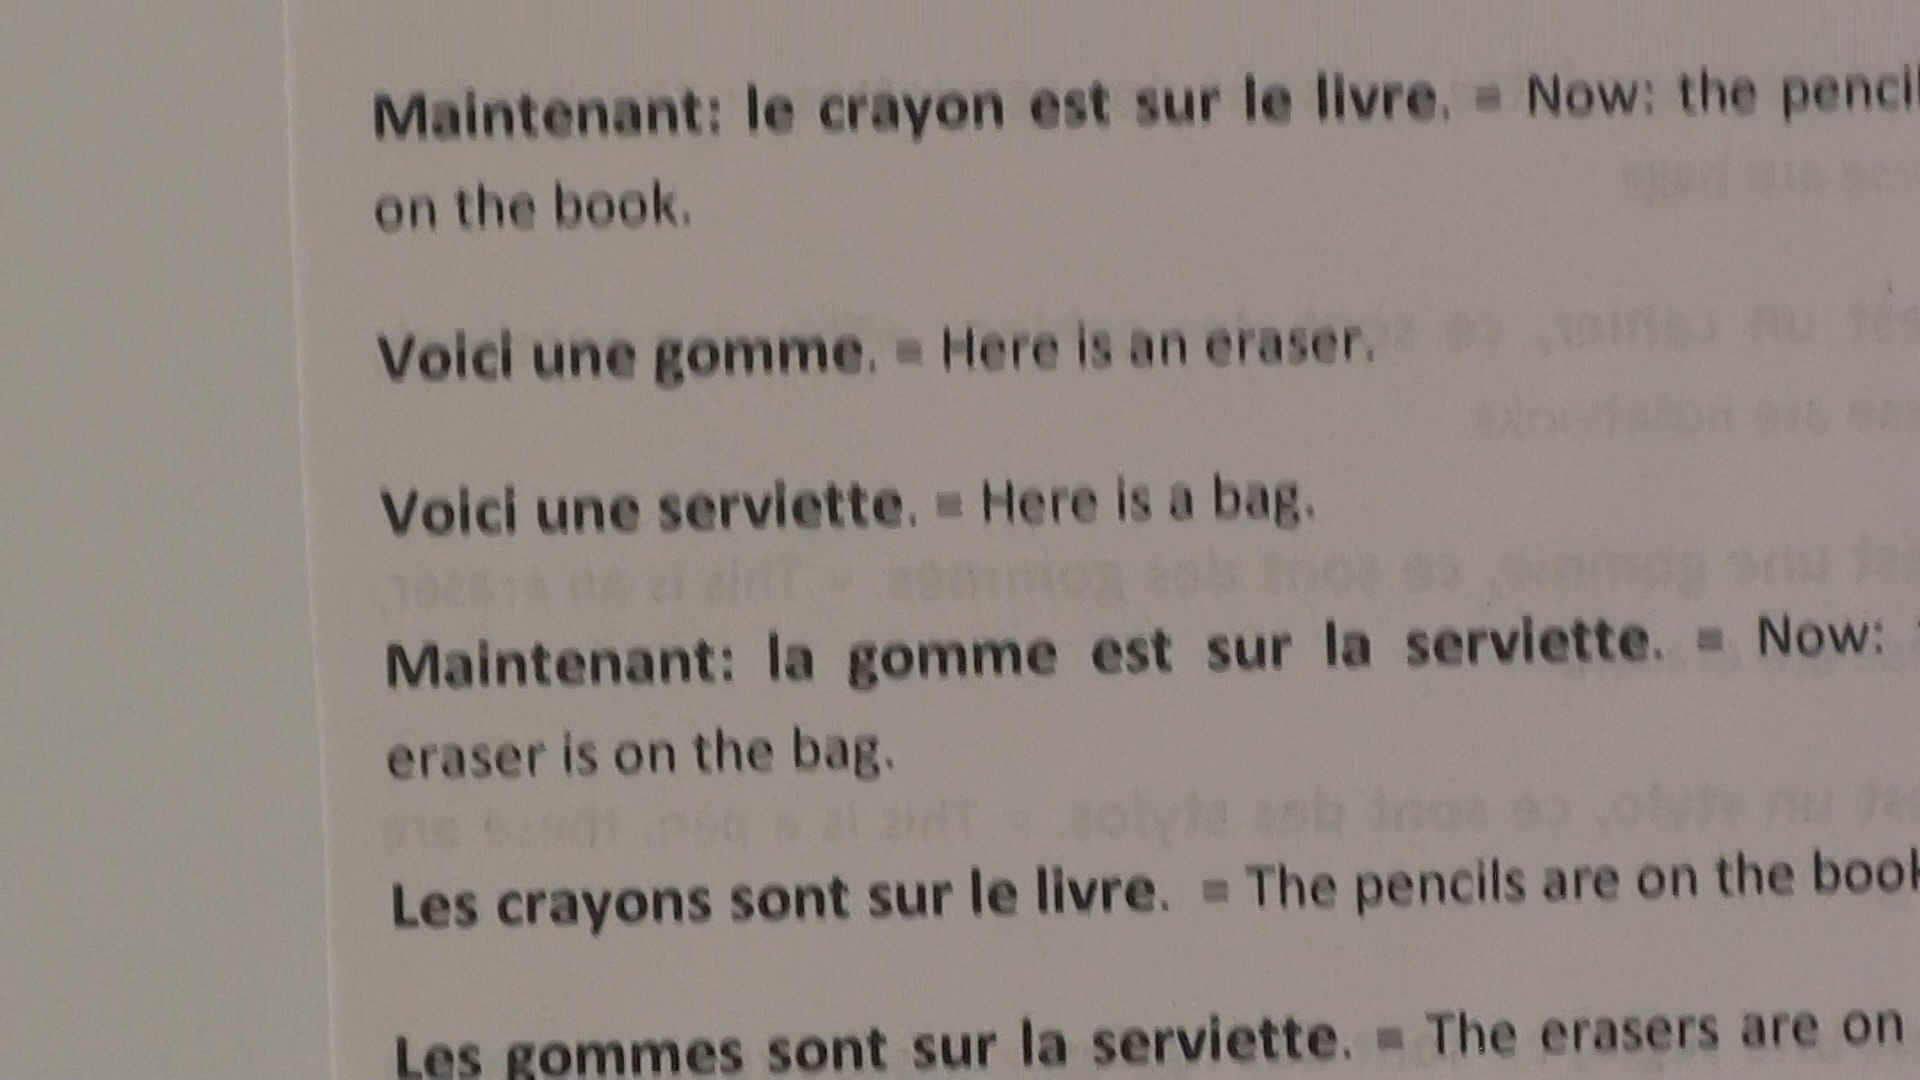 Maintenant: le crayon est sur le livre. = Now: the pencil
on the book.
Voici une gomme. = Here is an eraser.
Voici une serviette. = Here is a bag.
Maintenant: la gomme est sur la serviette. = Now:
eraser is on the bag.
Les crayons sont sur le livre. = The pencils are on the book
Les gommes sont sur la serviette. = The erasers are on